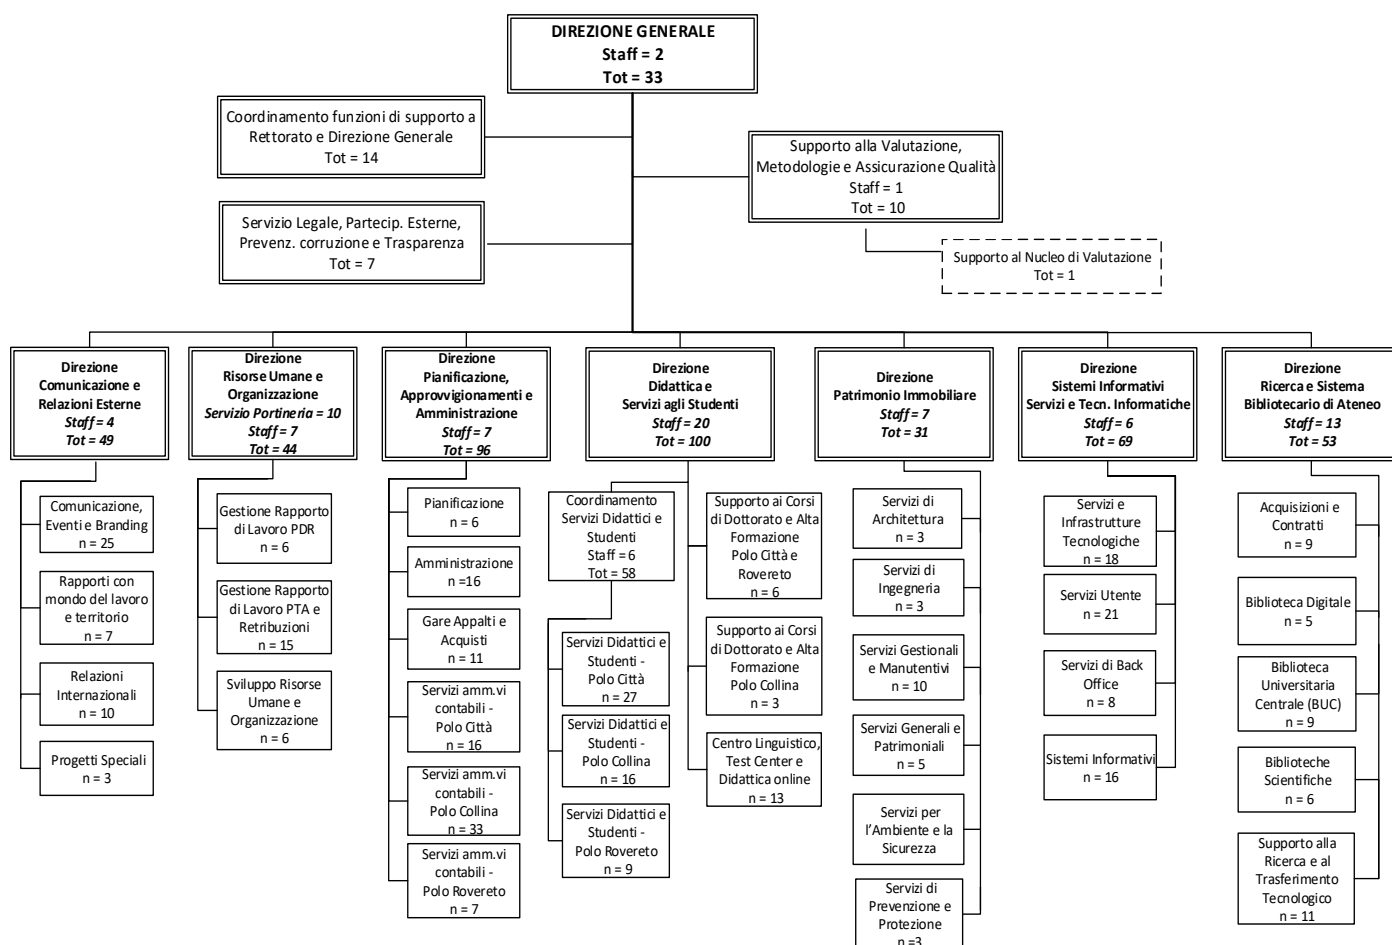 DIREZIONE GENERALE
Staff = 2
Tot = 33
Coordinamento funzioni di supporto a
Rettorato e Direzione Generale
Tot = 14
Supporto alla Valutazione,
Metodologie e Assicurazione Qualità
Staff = 1
Tot = 10
Servizio Legale, Partecip. Esterne,
Prevenz. corruzione e Trasparenza
Tot = 7
Supporto al Nucleo di Valutazione
Tot = 1
Direzione
Comunicazione e
Relazioni Esterne
Staff = 4
Tot = 49
Comunicazione,
Eventi e Branding
n = 25
Rapporti con
mondo del lavoro
e territorio
n = 7
Relazioni
Internazionali
n = 10
Progetti Speciali
n = 3
Direzione
Risorse Umane e
Organizzazione
Servizio Portineria = 10
Staff = 7
Tot = 44
Gestione Rapporto
di Lavoro PDR
n = 6
Gestione Rapporto
di Lavoro PTA e
Retribuzioni
n = 15
Sviluppo Risorse
Umane e
Organizzazione
n = 6
Direzione
Pianificazione,
Approvvigionamenti e
Amministrazione
Staff = 7
Tot = 96
Pianificazione
n = 6
Amministrazione
n =16
Gare Appalti e
Acquisti
n = 11
Servizi amm.vi
contabili -
Polo Città
n = 16
Servizi amm.vi
contabili -
Polo Collina
n = 33
Servizi amm.vi
contabili -
Polo Rovereto
n = 7
Direzione
Didattica e
Servizi agli Studenti
Staff = 20
Tot = 100
Coordinamento
Servizi Didattici e
Studenti
Staff = 6
Tot = 58
Servizi Didattici e
Studenti -
Polo Città
n = 27
Servizi Didattici e
Studenti -
Polo Collina
n = 16
Servizi Didattici e
Studenti -
Polo Rovereto
n = 9
Supporto ai Corsi
di Dottorato e Alta
Formazione
Polo Città e
Rovereto
n = 6
Supporto ai Corsi
di Dottorato e Alta
Formazione
Polo Collina
n = 3
Centro Linguistico,
Test Center e
Didattica online
n = 13
Direzione
Patrimonio Immobiliare
Staff = 7
Tot = 31
Servizi di
Architettura
n = 3
Servizi di
Ingegneria
n = 3
Servizi Gestionali
e Manutentivi
n = 10
Servizi Generali e
Patrimoniali
n = 5
Servizi per
l'Ambiente e la
Sicurezza
Servizi di
Prevenzione e
Protezione
n =3
Direzione
Sistemi Informativi
Servizi e Tecn. Informatiche
Staff = 6
Tot = 69
Servizi e
Infrastrutture
Tecnologiche
n = 18
Servizi Utente
n = 21
Servizi di Back
Office
n = 8
Sistemi Informativi
n = 16
Direzione
Ricerca e Sistema
Bibliotecario di Ateneo
Staff = 13
Tot = 53
Acquisizioni e
Contratti
n = 9
Biblioteca Digitale
n = 5
Biblioteca
Universitaria
Centrale (BUC)
n = 9
Biblioteche
Scientifiche
n = 6
Supporto alla
Ricerca e al
Trasferimento
Tecnologico
n = 11